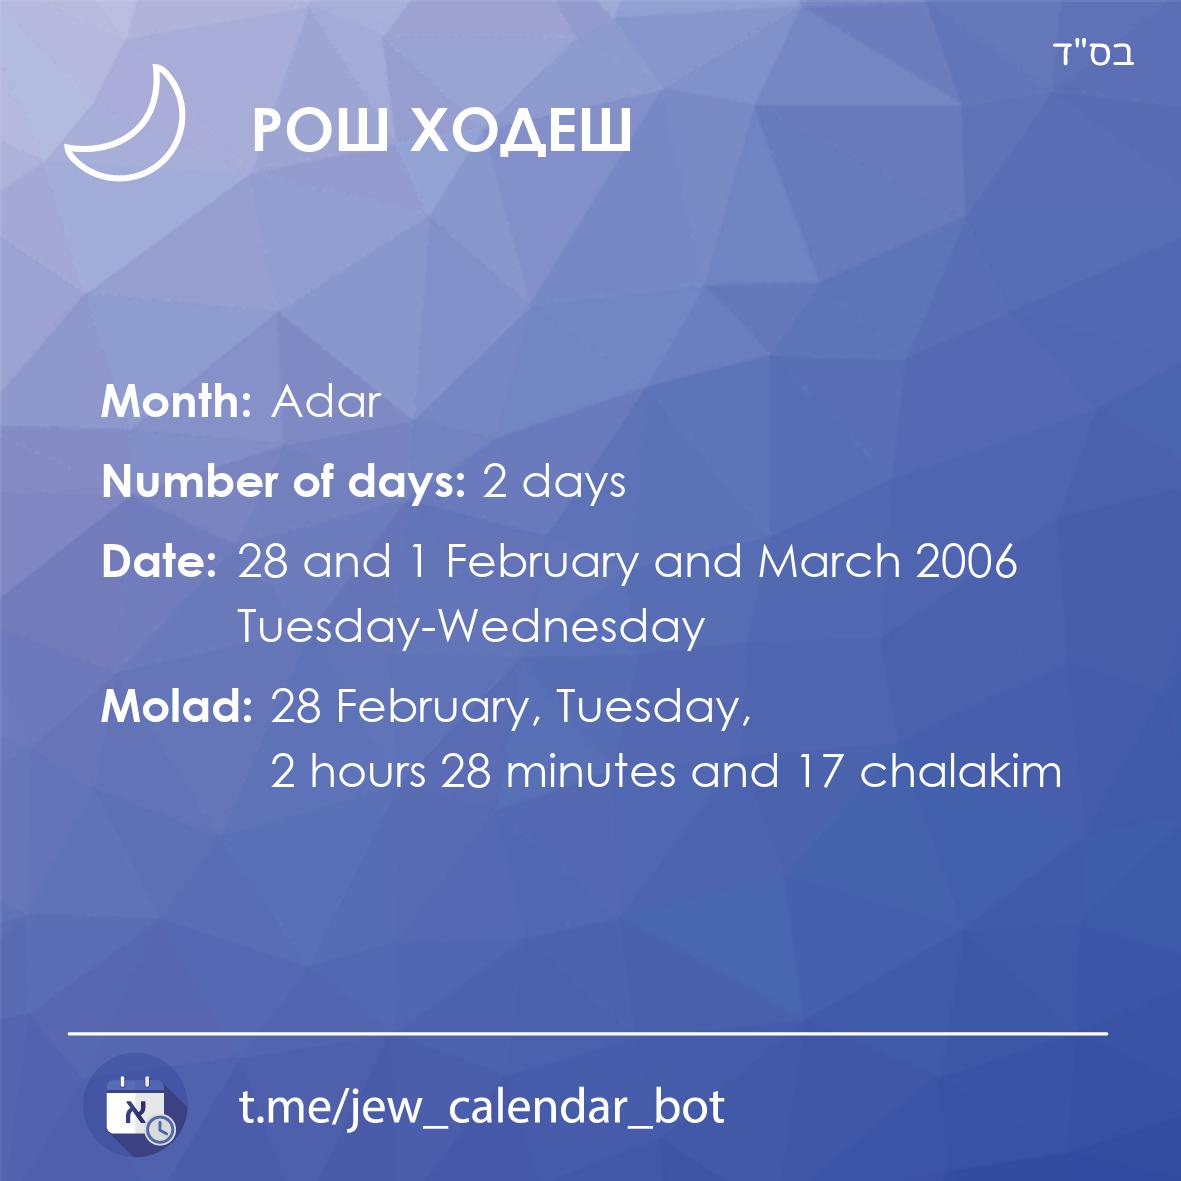 בס"ד
РОШ ХОДЕШ
Month: Adar
Number of days: 2 days
Date: 28 and 1 February and March 2006
Tuesday-Wednesday
Molad: 28 February, Tuesday,
2 hours 28 minutes and 17 chalakim
א
t.me/jew_calendar_bot